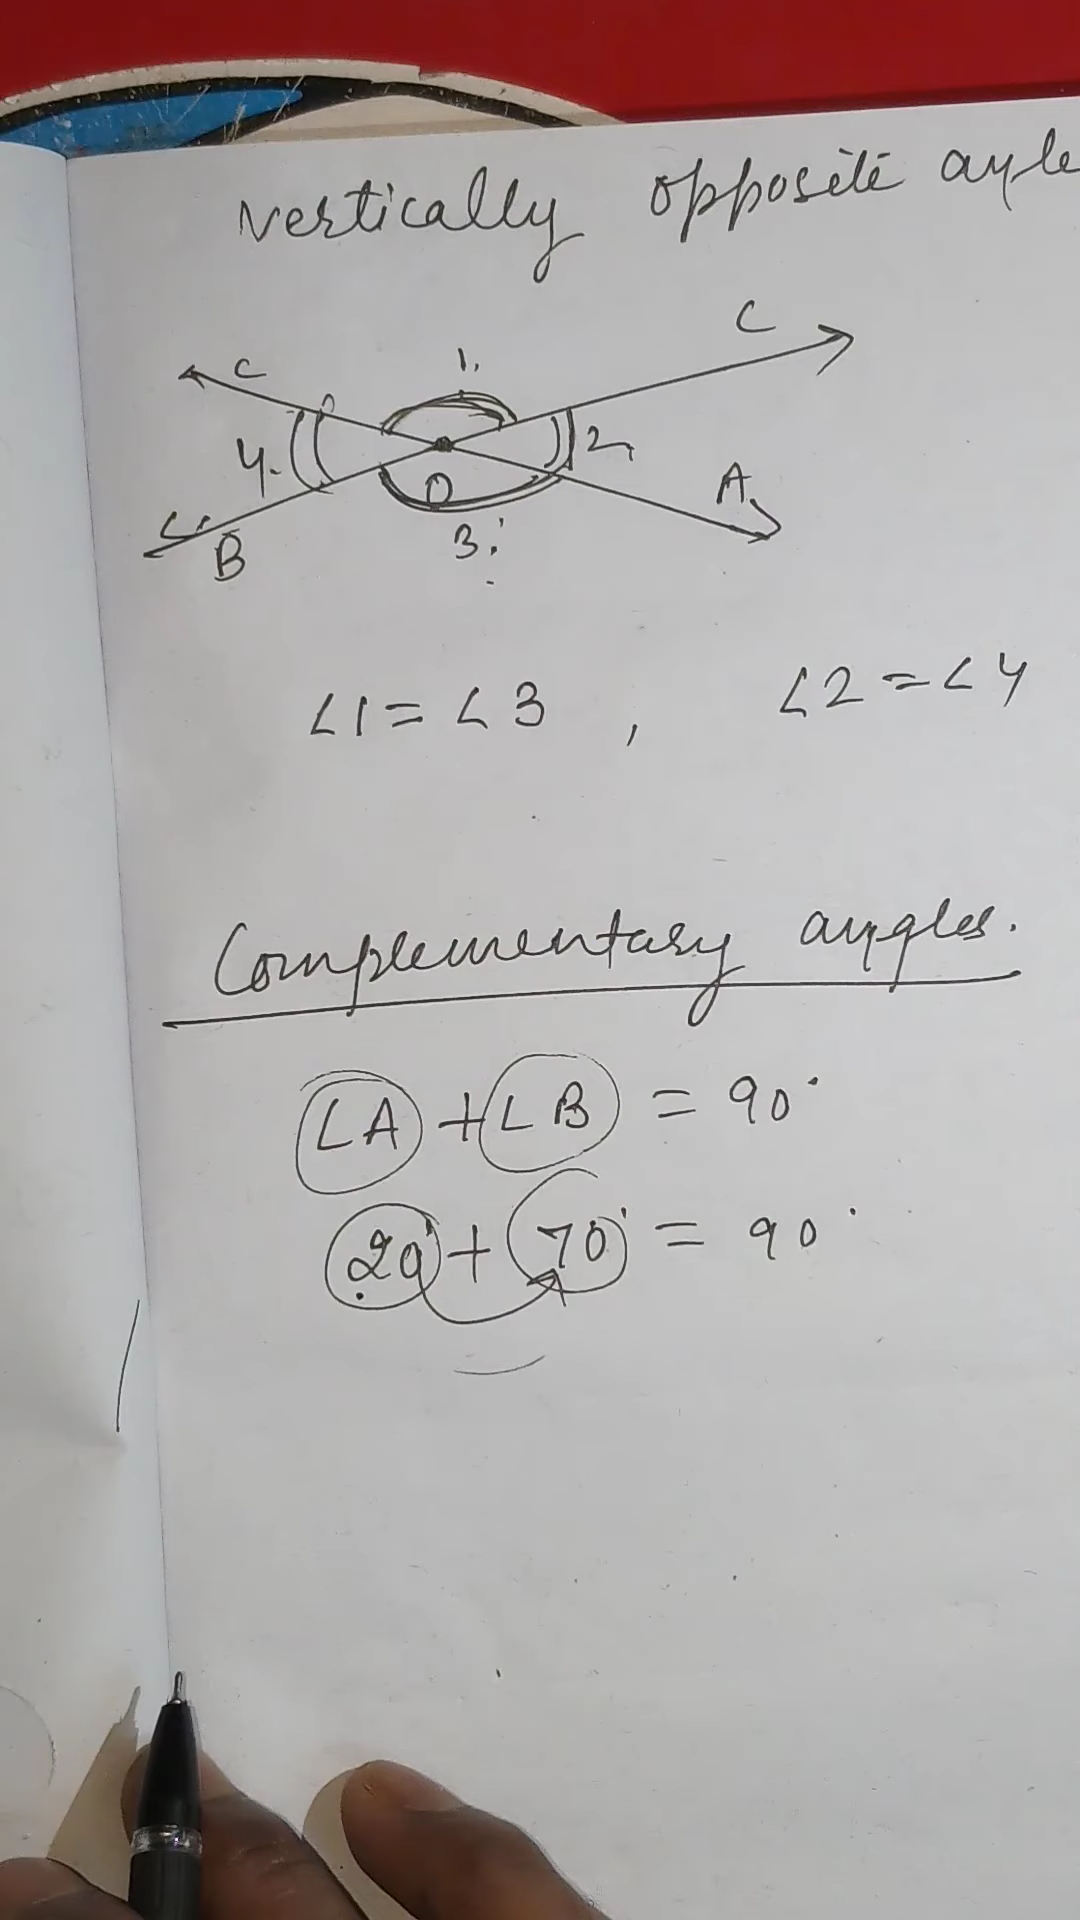 vertically opposite angle
C 1. C
4. 2,
O A
B 3.
∠1 = ∠3 , ∠2 = ∠4
Complementary angles.
∠A + ∠B = 90°
20° + 70° = 90°